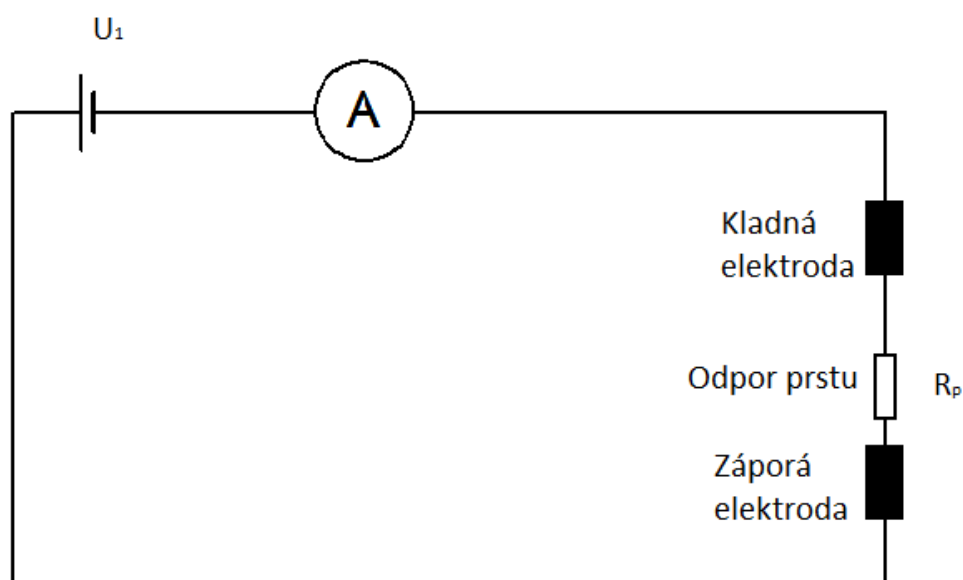 U₁
A
Kladná
elektroda
Odpor prstu
Rₚ
Záporá
elektroda